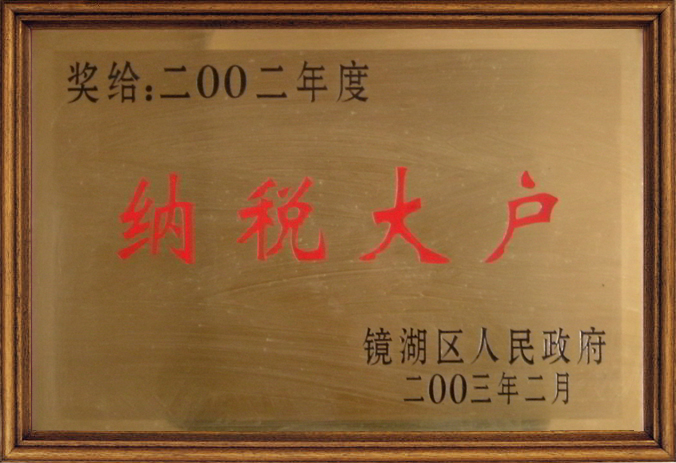 奖给:二00二年度
纳税大户
镜湖区人民政府
二00三年二月